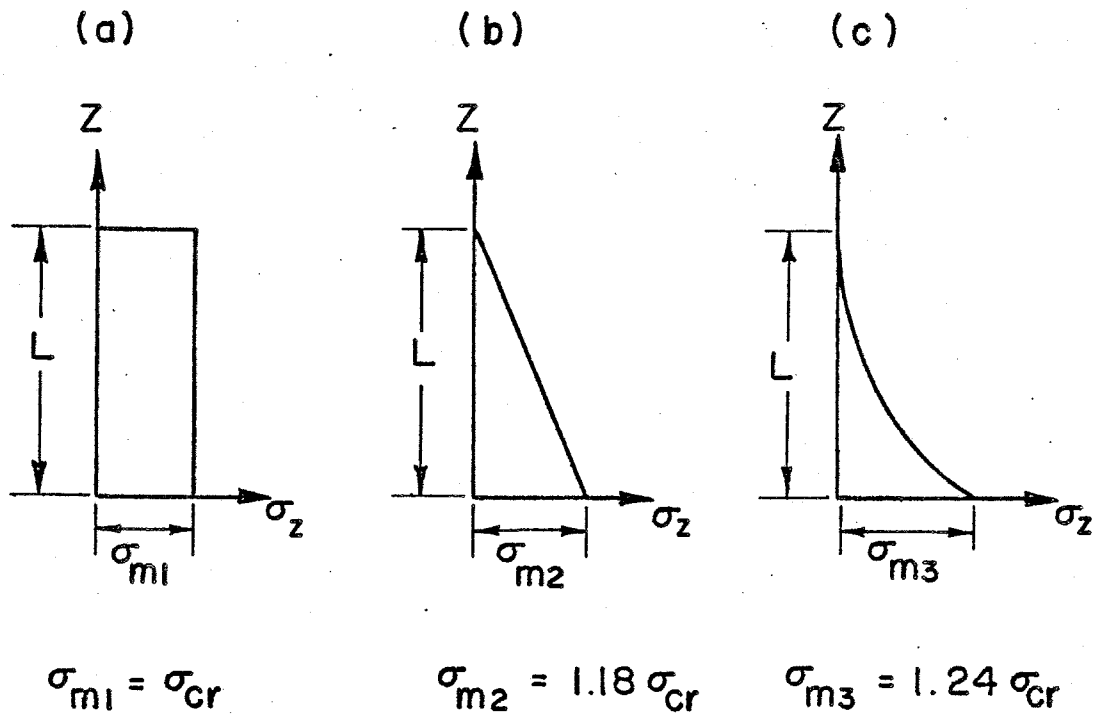 (a) (b) (c)
Z Z Z
L L L
σz σz σz
σm1 σm2 σm3
σm1 = σcr σm2 = 1.18 σcr σm3 = 1.24 σcr